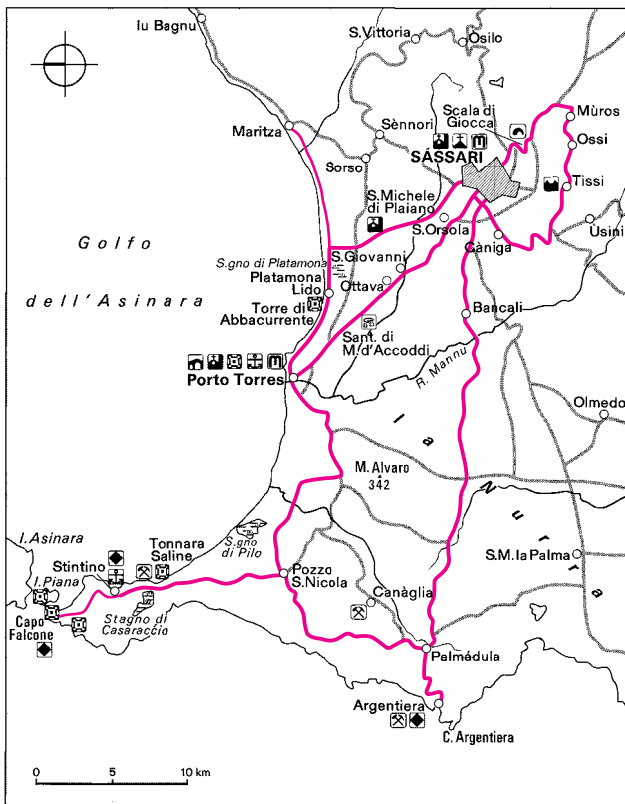 Iu Bagnu
S.Vittoria
Osilo
Scala di
Giocca
Mùros
Maritza
Sènnori
Ossi
SÁSSARI
Sorso
Tissi
S.Michele
di Plaiano
S.Orsola
Usini
Càniga
Golfo
dell'Asinara
S.gno di Platamona
S.Giovanni
Platamona
Lido
Ottava
Bancali
Torre di
Abbacurrente
Sant. di
M. d'Accoddi
R. Mannu
Porto Torres
Olmedo
la Nurra
M. Alvaro
342
I. Asinara
Stintino
Tonnara
Saline
S.gno
di Pilo
S.M.la Palma
I. Piana
Pozzo
S. Nicola
Canàglia
Capo
Falcone
Stagno di
Casaraccio
Palmádula
Argentiera
C. Argentiera
0 5 10 km